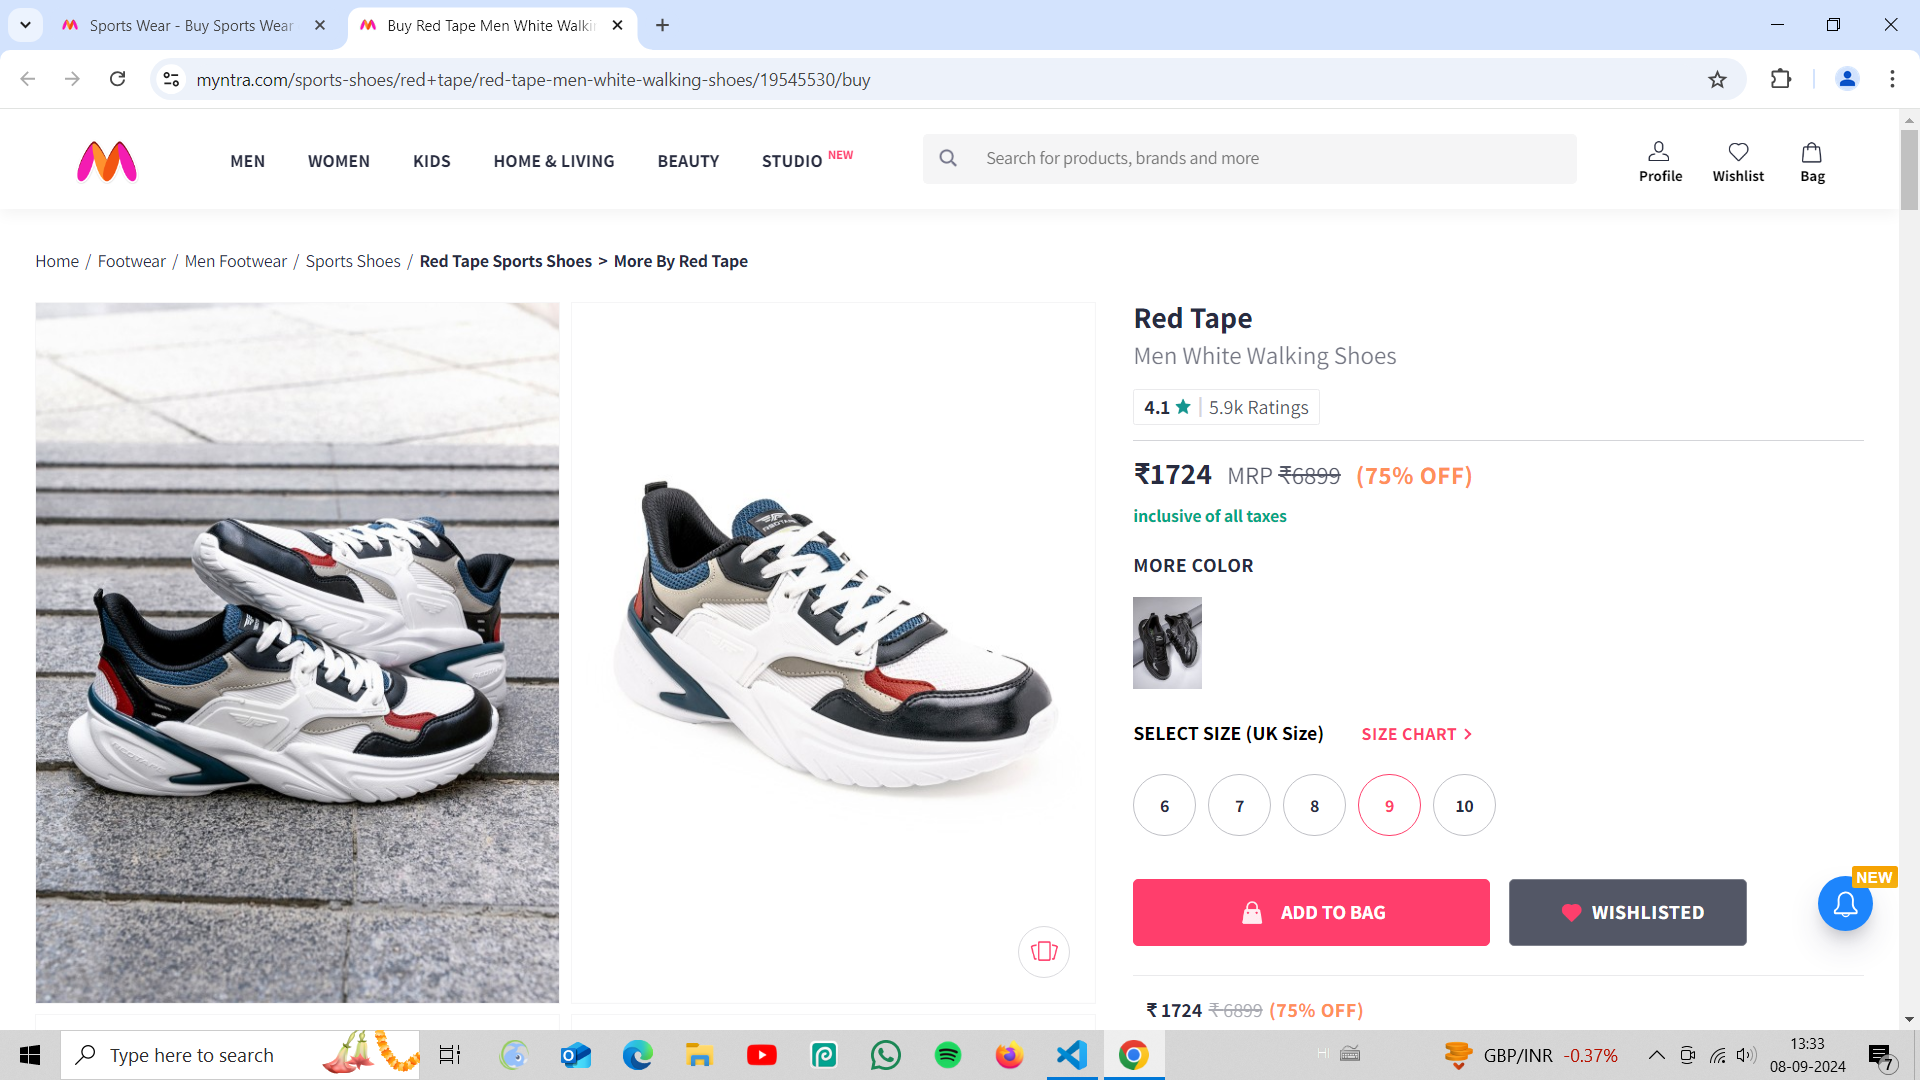 Sports Wear - Buy Sports Wear
Buy Red Tape Men White Walki
myntra.com/sports-shoes/red+tape/red-tape-men-white-walking-shoes/19545530/buy
MEN WOMEN KIDS HOME & LIVING BEAUTY STUDIO NEW
Search for products, brands and more
Profile Wishlist Bag
Home / Footwear / Men Footwear / Sports Shoes / Red Tape Sports Shoes > More By Red Tape
Red Tape
Men White Walking Shoes
4.1 ★ | 5.9k Ratings
₹1724 MRP ₹6899 (75% OFF)
inclusive of all taxes
MORE COLOR
SELECT SIZE (UK Size) SIZE CHART >
6 7 8 9 10
ADD TO BAG WISHLISTED
NEW
₹ 1724 ₹ 6899 (75% OFF)
Type here to search
HI
GBP/INR -0.37%
13:33
08-09-2024
7